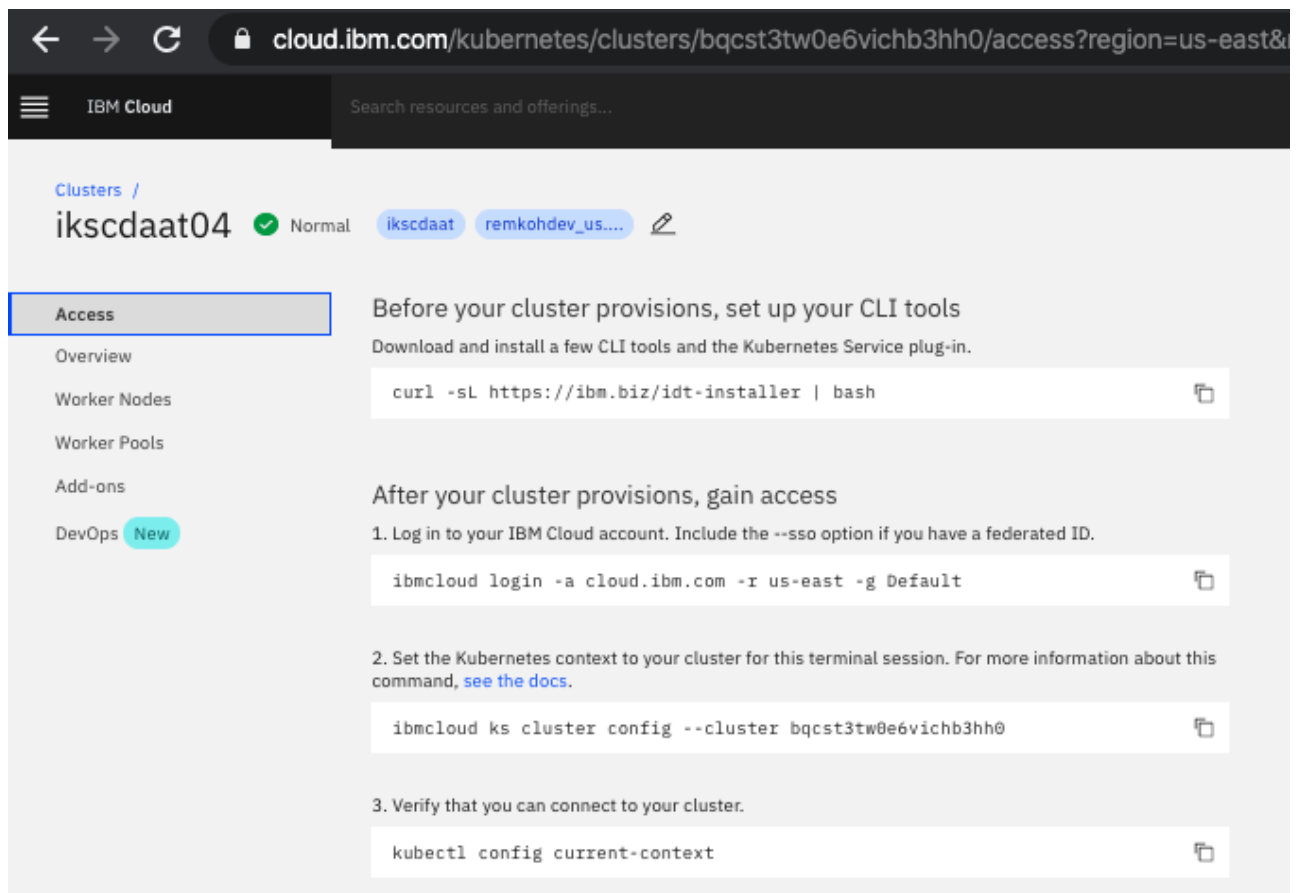 cloud.ibm.com/kubernetes/clusters/bqcst3tw0e6vichb3hh0/access?region=us-east&
IBM Cloud
Search resources and offerings...
Clusters /
ikscdaat04 Normal ikscdaat remkohdev_us....
Access
Overview
Worker Nodes
Worker Pools
Add-ons
DevOps New
Before your cluster provisions, set up your CLI tools
Download and install a few CLI tools and the Kubernetes Service plug-in.
curl -sL https://ibm.biz/idt-installer | bash
After your cluster provisions, gain access
1. Log in to your IBM Cloud account. Include the --sso option if you have a federated ID.
ibmcloud login -a cloud.ibm.com -r us-east -g Default
2. Set the Kubernetes context to your cluster for this terminal session. For more information about this
command, see the docs.
ibmcloud ks cluster config --cluster bqcst3tw0e6vichb3hh0
3. Verify that you can connect to your cluster.
kubectl config current-context